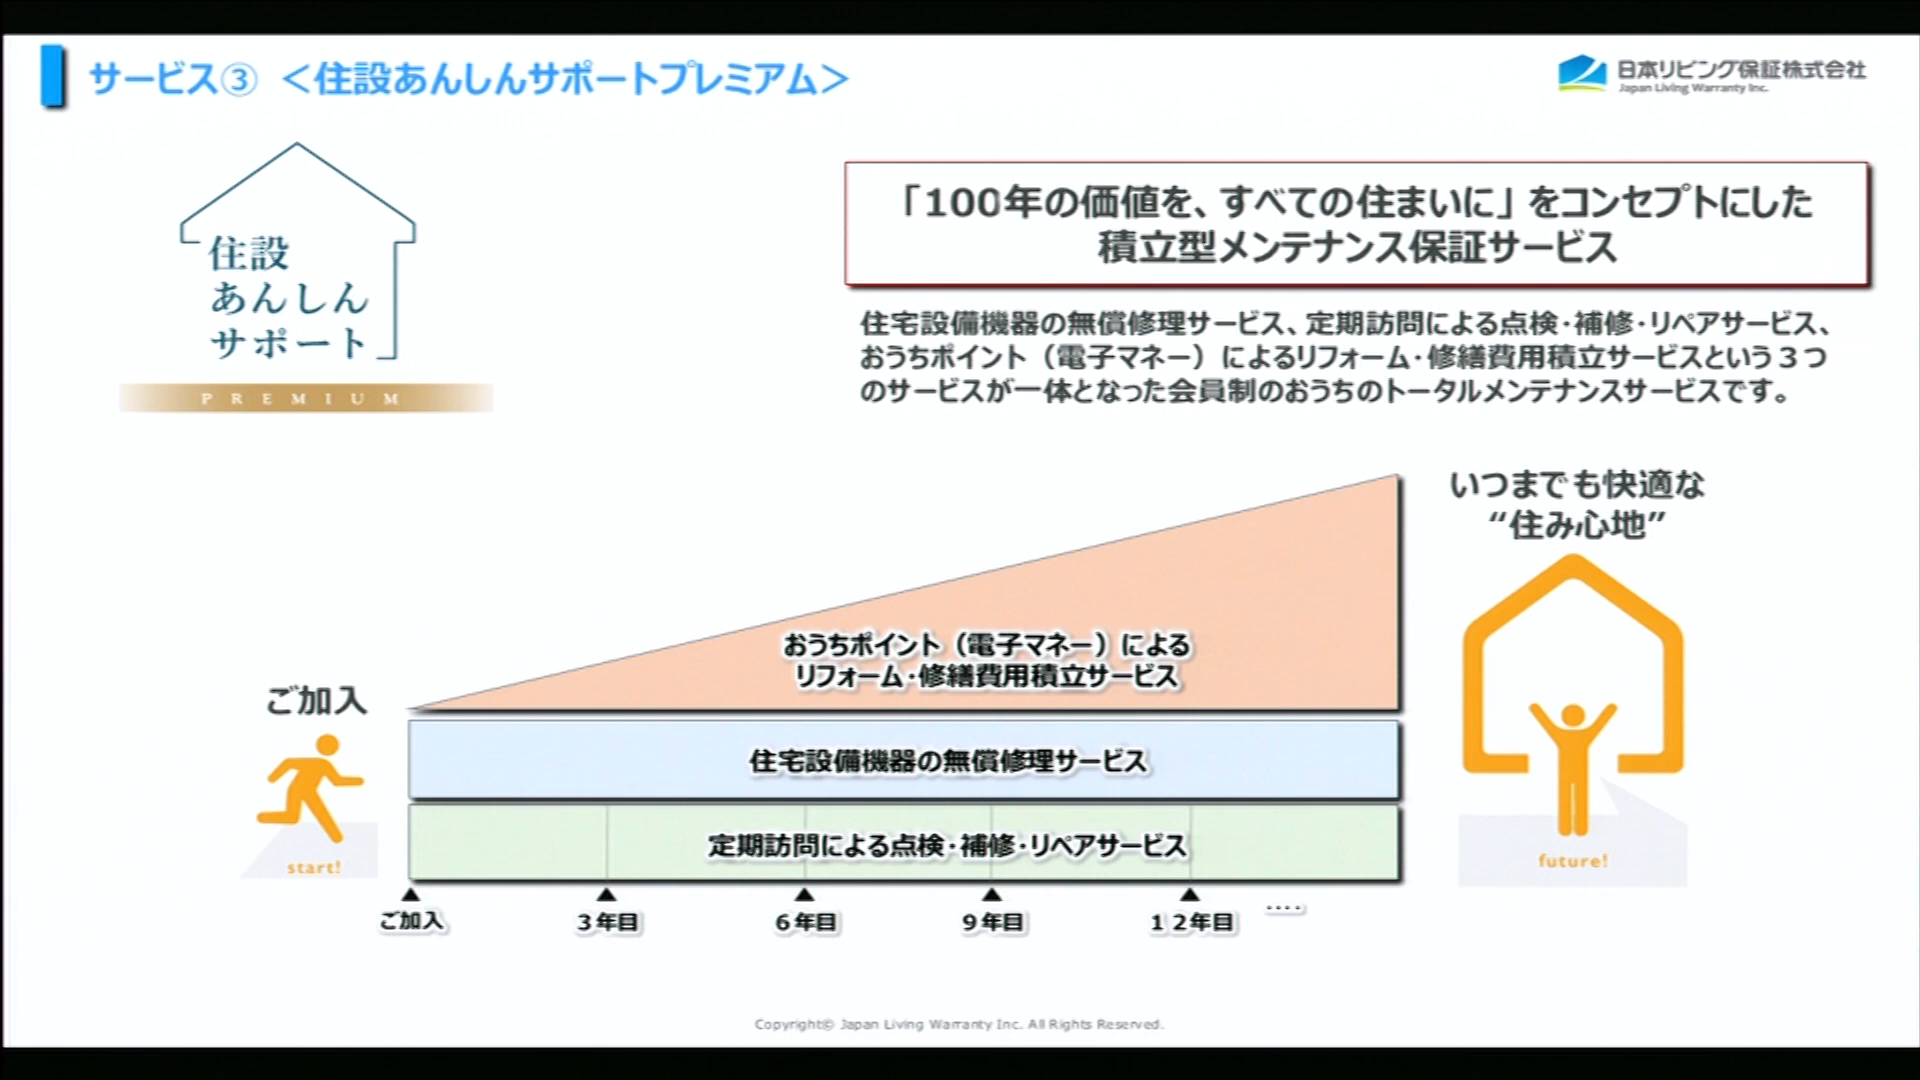 サービス③ ＜住設あんしんサポートプレミアム＞
日本リビング保証株式会社
Japan Living Warranty Inc.
住設
あんしん
サポート
PREMIUM
「100年の価値を、すべての住まいに」をコンセプトにした
積立型メンテナンス保証サービス
住宅設備機器の無償修理サービス、定期訪問による点検・補修・リペアサービス、
おうちポイント（電子マネー）によるリフォーム・修繕費用積立サービスという３つ
のサービスが一体となった会員制のおうちのトータルメンテナンスサービスです。
いつまでも快適な
“住み心地”
おうちポイント（電子マネー）による
リフォーム・修繕費用積立サービス
ご加入
住宅設備機器の無償修理サービス
定期訪問による点検・補修・リペアサービス
start!
future!
ご加入
３年目
６年目
９年目
１２年目
‥‥
Copyright© Japan Living Warranty Inc. All Rights Reserved.